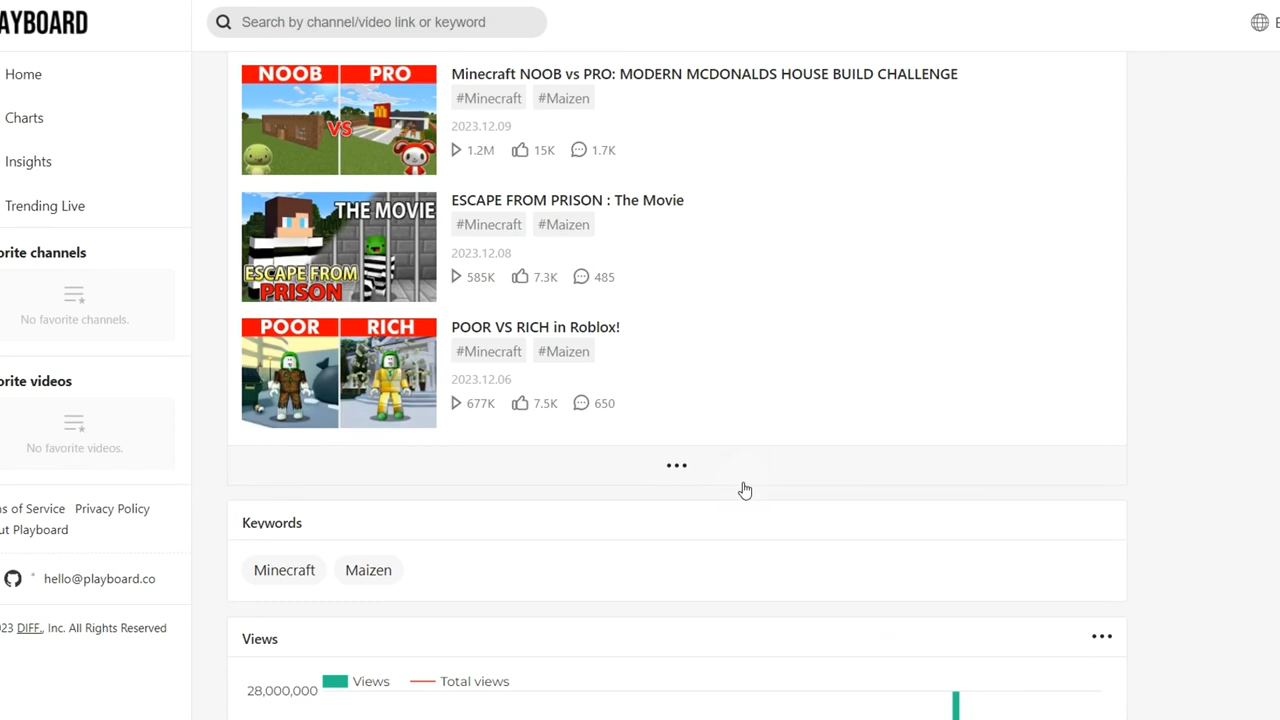 AYBOARD
Search by channel/video link or keyword
E
Home
Charts
Insights
Trending Live
orite channels
No favorite channels.
orite videos
No favorite videos.
ns of Service Privacy Policy
ut Playboard
hello@playboard.co
23 DIFF., Inc. All Rights Reserved
NOOB PRO
VS
Minecraft NOOB vs PRO: MODERN MCDONALDS HOUSE BUILD CHALLENGE
#Minecraft #Maizen
2023.12.09
1.2M 15K 1.7K
THE MOVIE
ESCAPE FROM
PRISON
ESCAPE FROM PRISON : The Movie
#Minecraft #Maizen
2023.12.08
585K 7.3K 485
POOR RICH
POOR VS RICH in Roblox!
#Minecraft #Maizen
2023.12.06
677K 7.5K 650
Keywords
Minecraft Maizen
Views
Views Total views
28,000,000